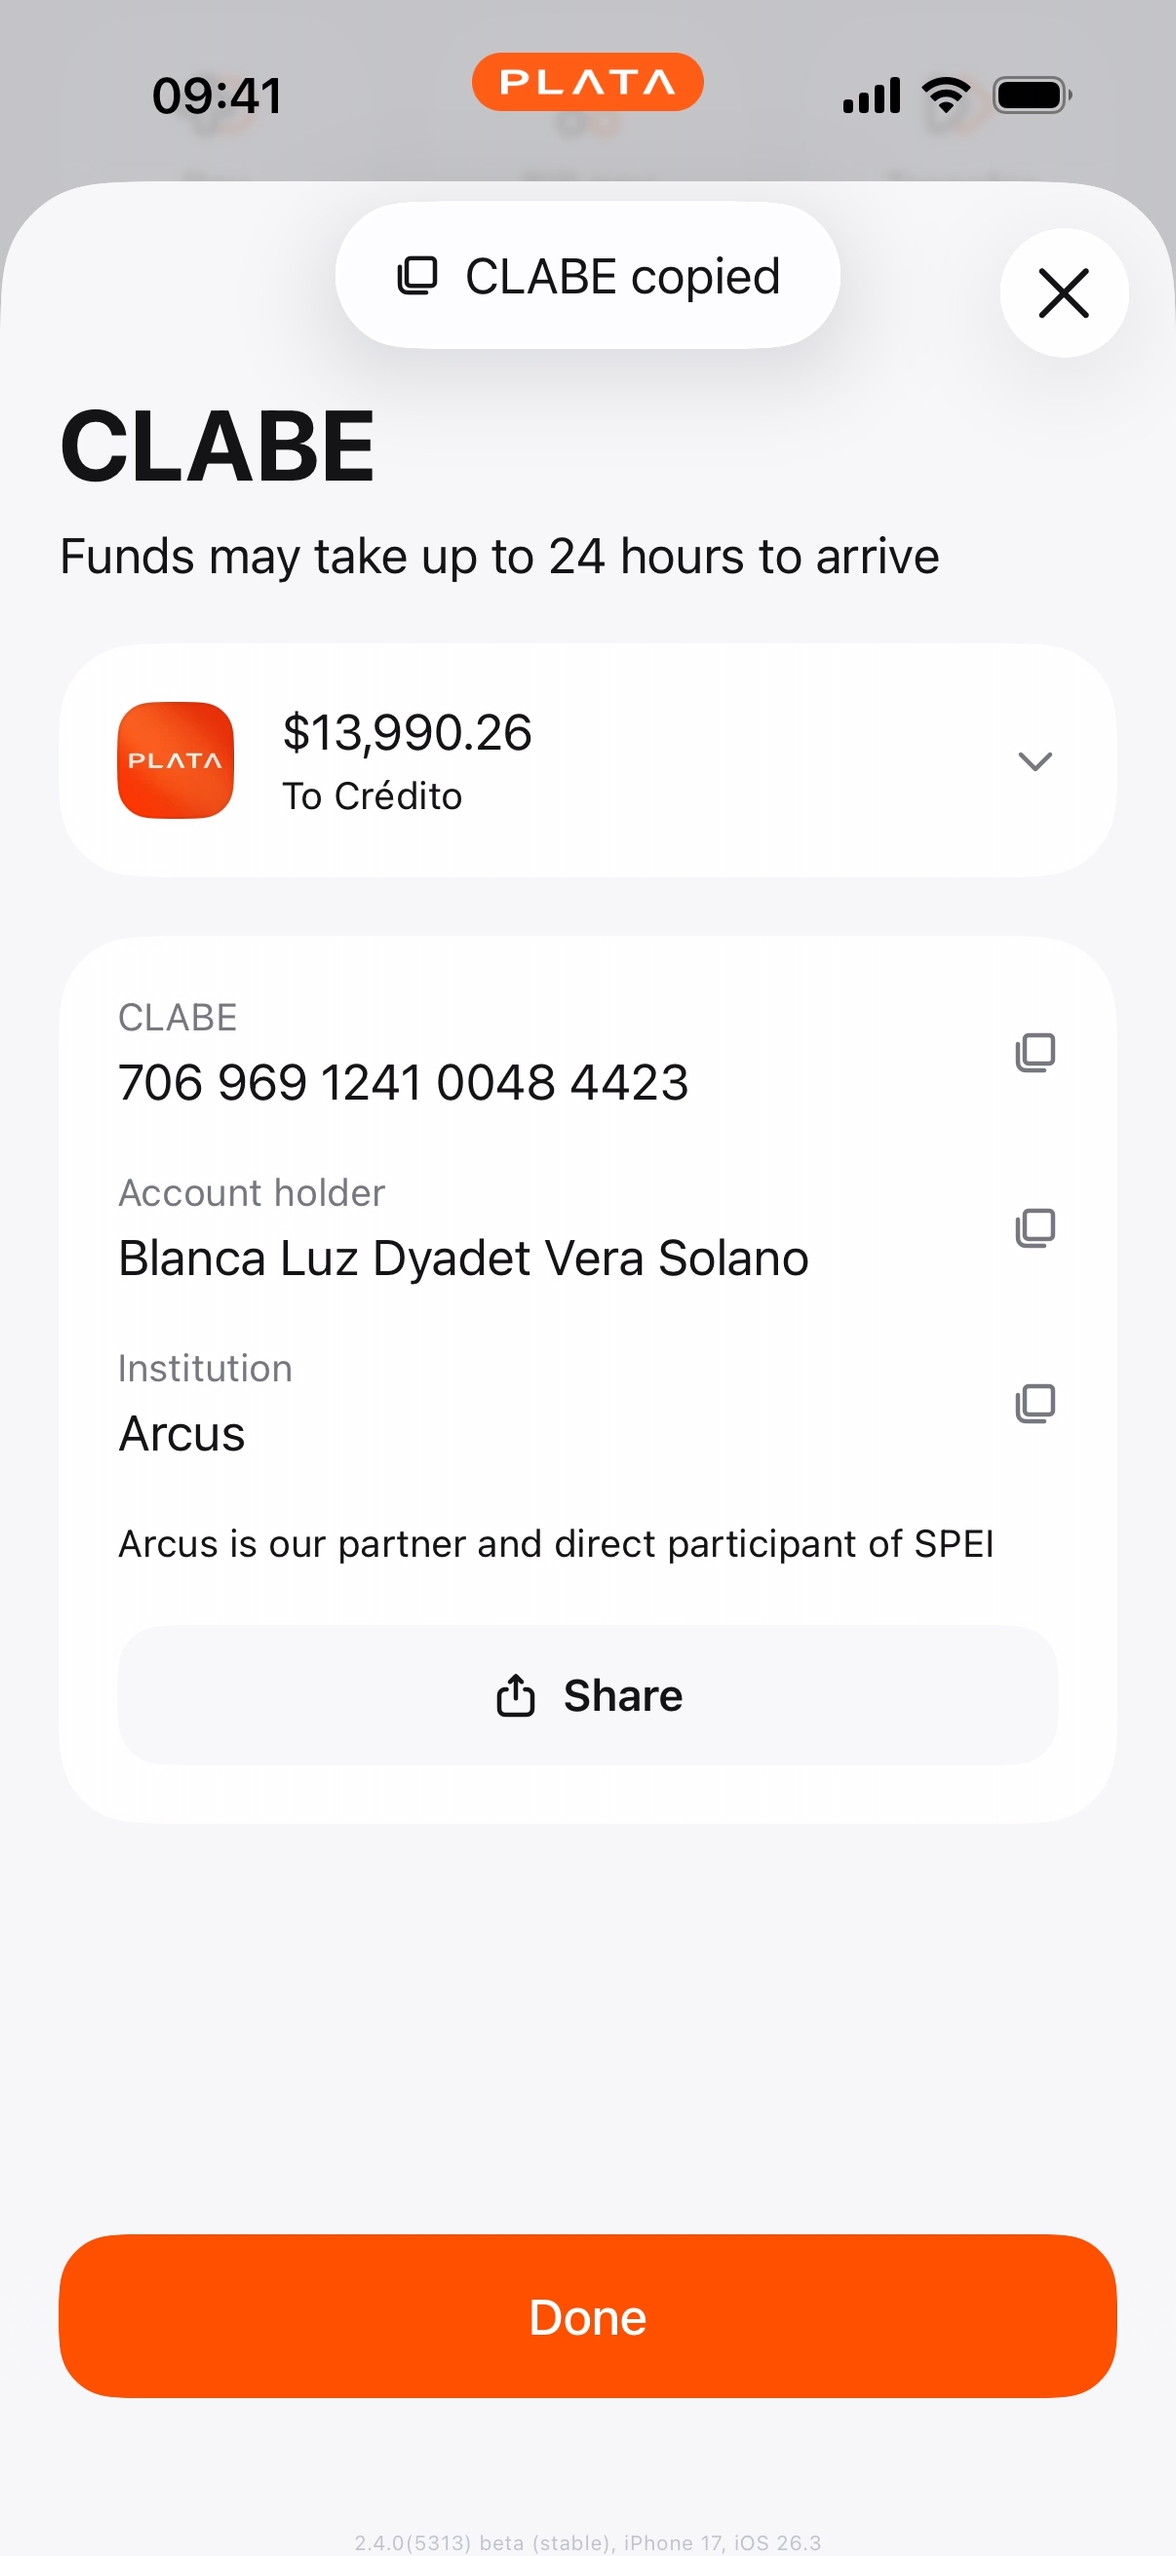 09:41
PLATA
CLABE copied
CLABE
Funds may take up to 24 hours to arrive
PLATA
$13,990.26
To Crédito
CLABE
706 969 1241 0048 4423
Account holder
Blanca Luz Dyadet Vera Solano
Institution
Arcus
Arcus is our partner and direct participant of SPEI
Share
Done
2.4.0(5313) beta (stable), iPhone 17, iOS 26.3